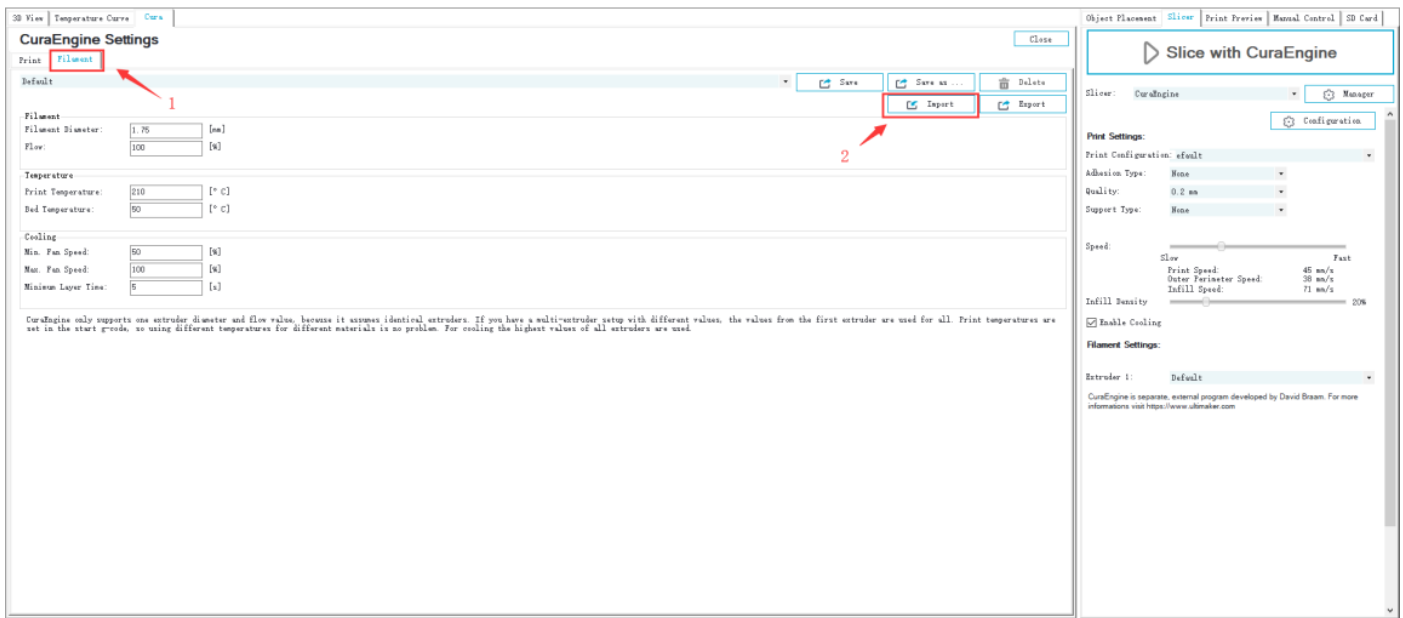 3D View Temperature Curve Cura
CuraEngine Settings
Close
Print Filament
Default
Save Save as ... Delete
Import Export
1
2
Filament
Filament Diameter: 1.75 [mm]
Flow: 100 [%]
Temperature
Print Temperature: 210 [° C]
Bed Temperature: 50 [° C]
Cooling
Min. Fan Speed: 50 [%]
Max. Fan Speed: 100 [%]
Minimum Layer Time: 5 [s]
CuraEngine only supports one extruder diameter and flow value, because it assumes identical extruders. If you have a multi-extruder setup with different values, the values from the first extruder are used for all. Print temperatures are
set in the start g-code, so using different temperatures for different materials is no problem. For cooling the highest values of all extruders are used.
Object Placement Slicer Print Preview Manual Control SD Card
Slice with CuraEngine
Slicer: CuraEngine Manager
Configuration
Print Settings:
Print Configuration: efault
Adhesion Type: None
Quality: 0.2 mm
Support Type: None
Speed:
Slow Fast
Print Speed: 45 mm/s
Outer Perimeter Speed: 38 mm/s
Infill Speed: 71 mm/s
Infill Density 20%
Enable Cooling
Filament Settings:
Extruder 1: Default
CuraEngine is separate, external program developed by David Braam. For more
informations visit https://www.ultimaker.com